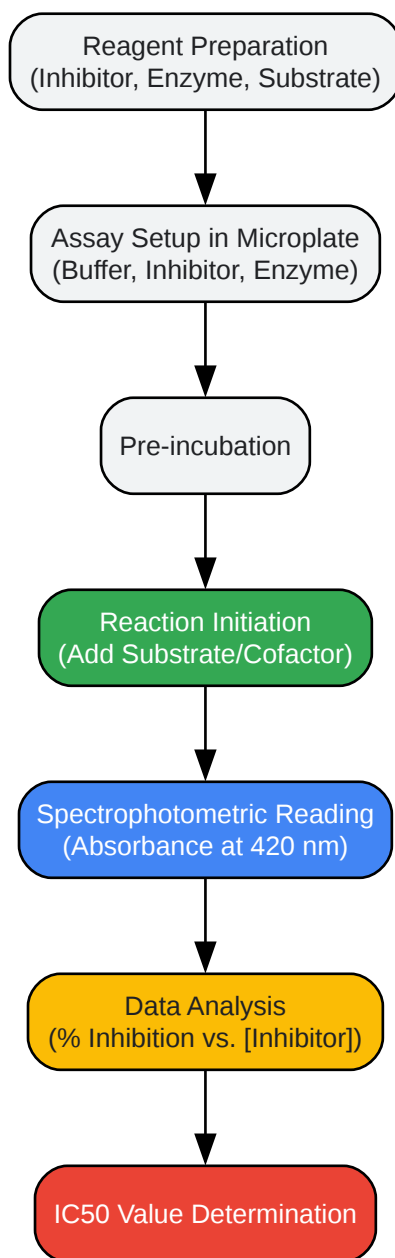 Reagent Preparation
(Inhibitor, Enzyme, Substrate)
Assay Setup in Microplate
(Buffer, Inhibitor, Enzyme)
Pre-incubation
Reaction Initiation
(Add Substrate/Cofactor)
Spectrophotometric Reading
(Absorbance at 420 nm)
Data Analysis
(% Inhibition vs. [Inhibitor])
IC50 Value Determination